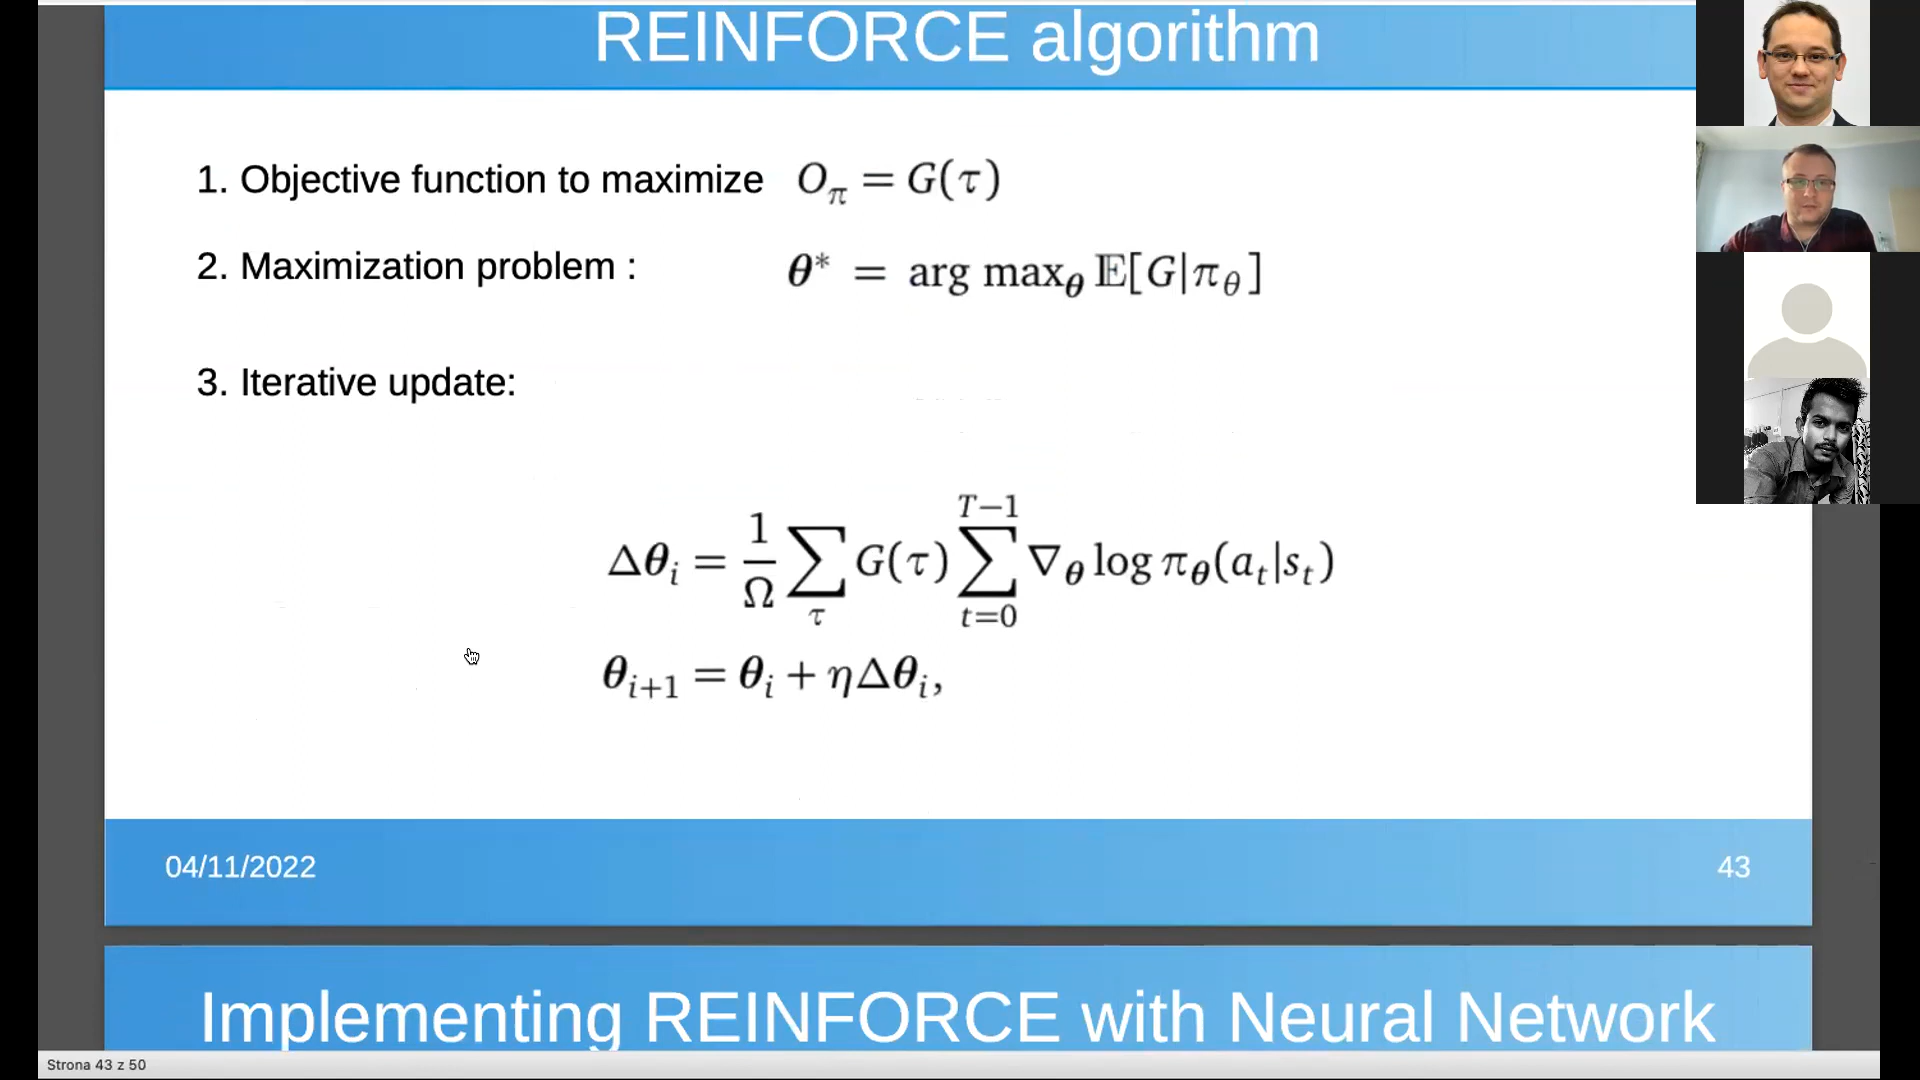 REINFORCE algorithm
1. Objective function to maximize O_π = G(τ)
2. Maximization problem : θ* = arg max_θ 𝔼[G|π_θ]
3. Iterative update:
Δθ_i = 1/Ω ∑_τ G(τ) ∑_{t=0}^{T−1} ∇_θ log π_θ(a_t|s_t)
θ_{i+1} = θ_i + ηΔθ_i,
04/11/2022
43
Implementing REINFORCE with Neural Network
Strona 43 z 50